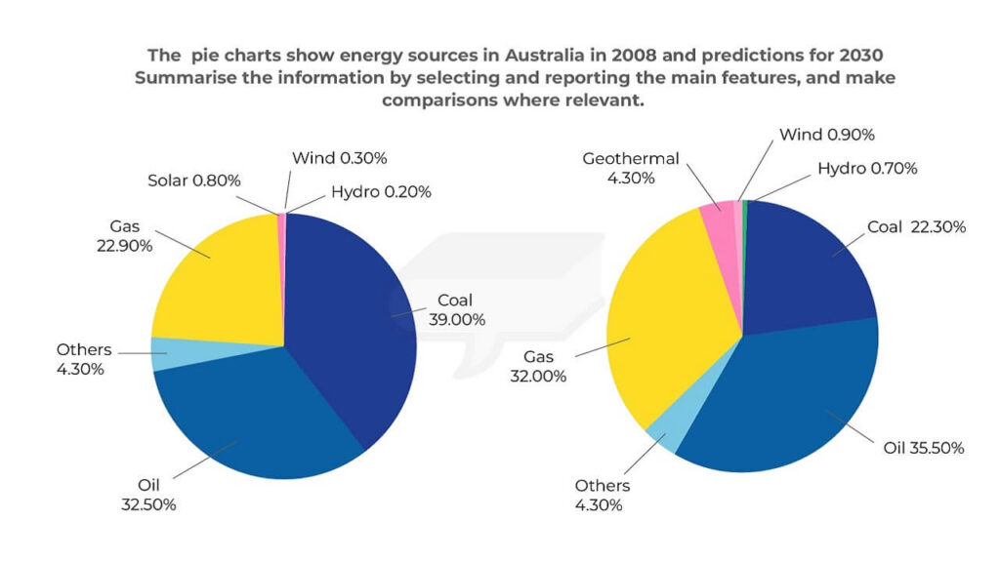 The pie charts show energy sources in Australia in 2008 and predictions for 2030
Summarise the information by selecting and reporting the main features, and make
comparisons where relevant.
Wind 0.30%
Solar 0.80%
Hydro 0.20%
Gas
22.90%
Coal
39.00%
Others
4.30%
Oil
32.50%
Wind 0.90%
Geothermal
4.30%
Hydro 0.70%
Coal 22.30%
Gas
32.00%
Oil 35.50%
Others
4.30%